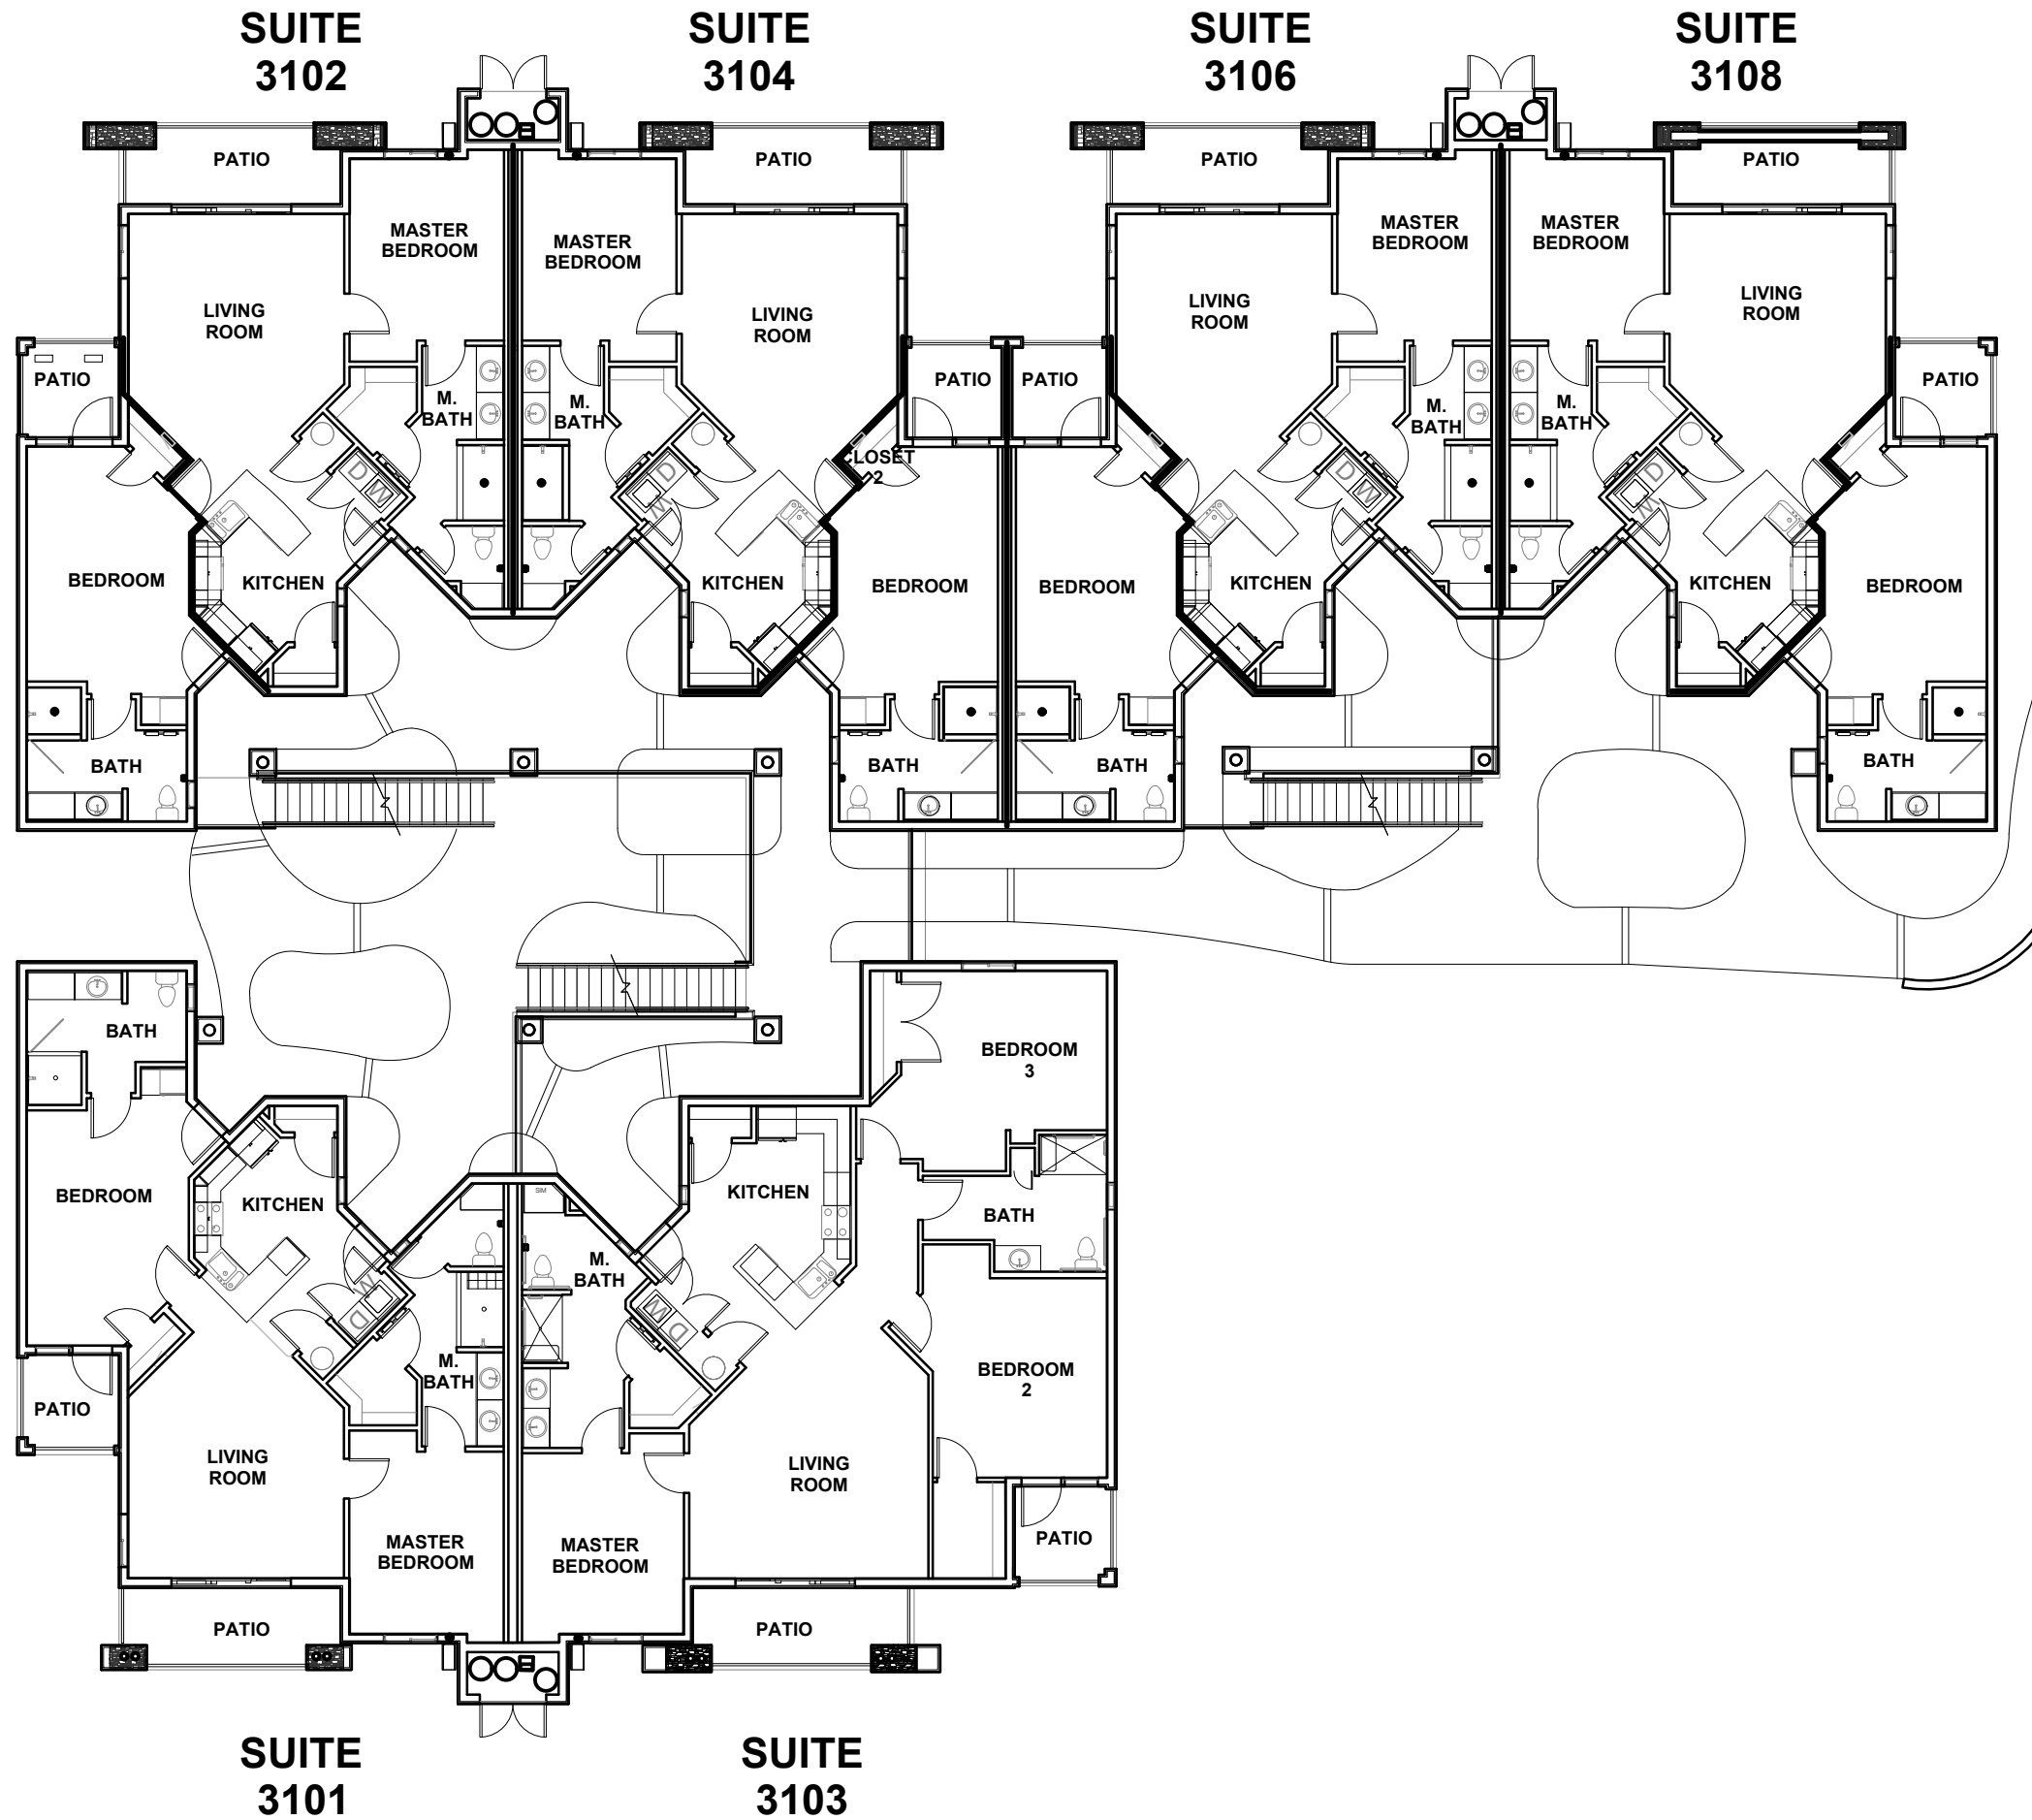 SUITE
3102
SUITE
3104
SUITE
3106
SUITE
3108
PATIO
PATIO
PATIO
PATIO
MASTER
BEDROOM
MASTER
BEDROOM
MASTER
BEDROOM
MASTER
BEDROOM
LIVING
ROOM
LIVING
ROOM
LIVING
ROOM
LIVING
ROOM
PATIO
PATIO
PATIO
PATIO
M.
BATH
M.
BATH
M.
BATH
M.
BATH
D
W
D
W
D
W
D
W
CLOSET
2
BEDROOM
KITCHEN
KITCHEN
BEDROOM
BEDROOM
KITCHEN
KITCHEN
BEDROOM
BATH
BATH
BATH
BATH
BATH
BEDROOM
3
BEDROOM
KITCHEN
KITCHEN
SIM
BATH
M.
BATH
W
D
W
D
M.
BATH
BEDROOM
2
PATIO
LIVING
ROOM
LIVING
ROOM
MASTER
BEDROOM
MASTER
BEDROOM
PATIO
PATIO
PATIO
SUITE
3101
SUITE
3103